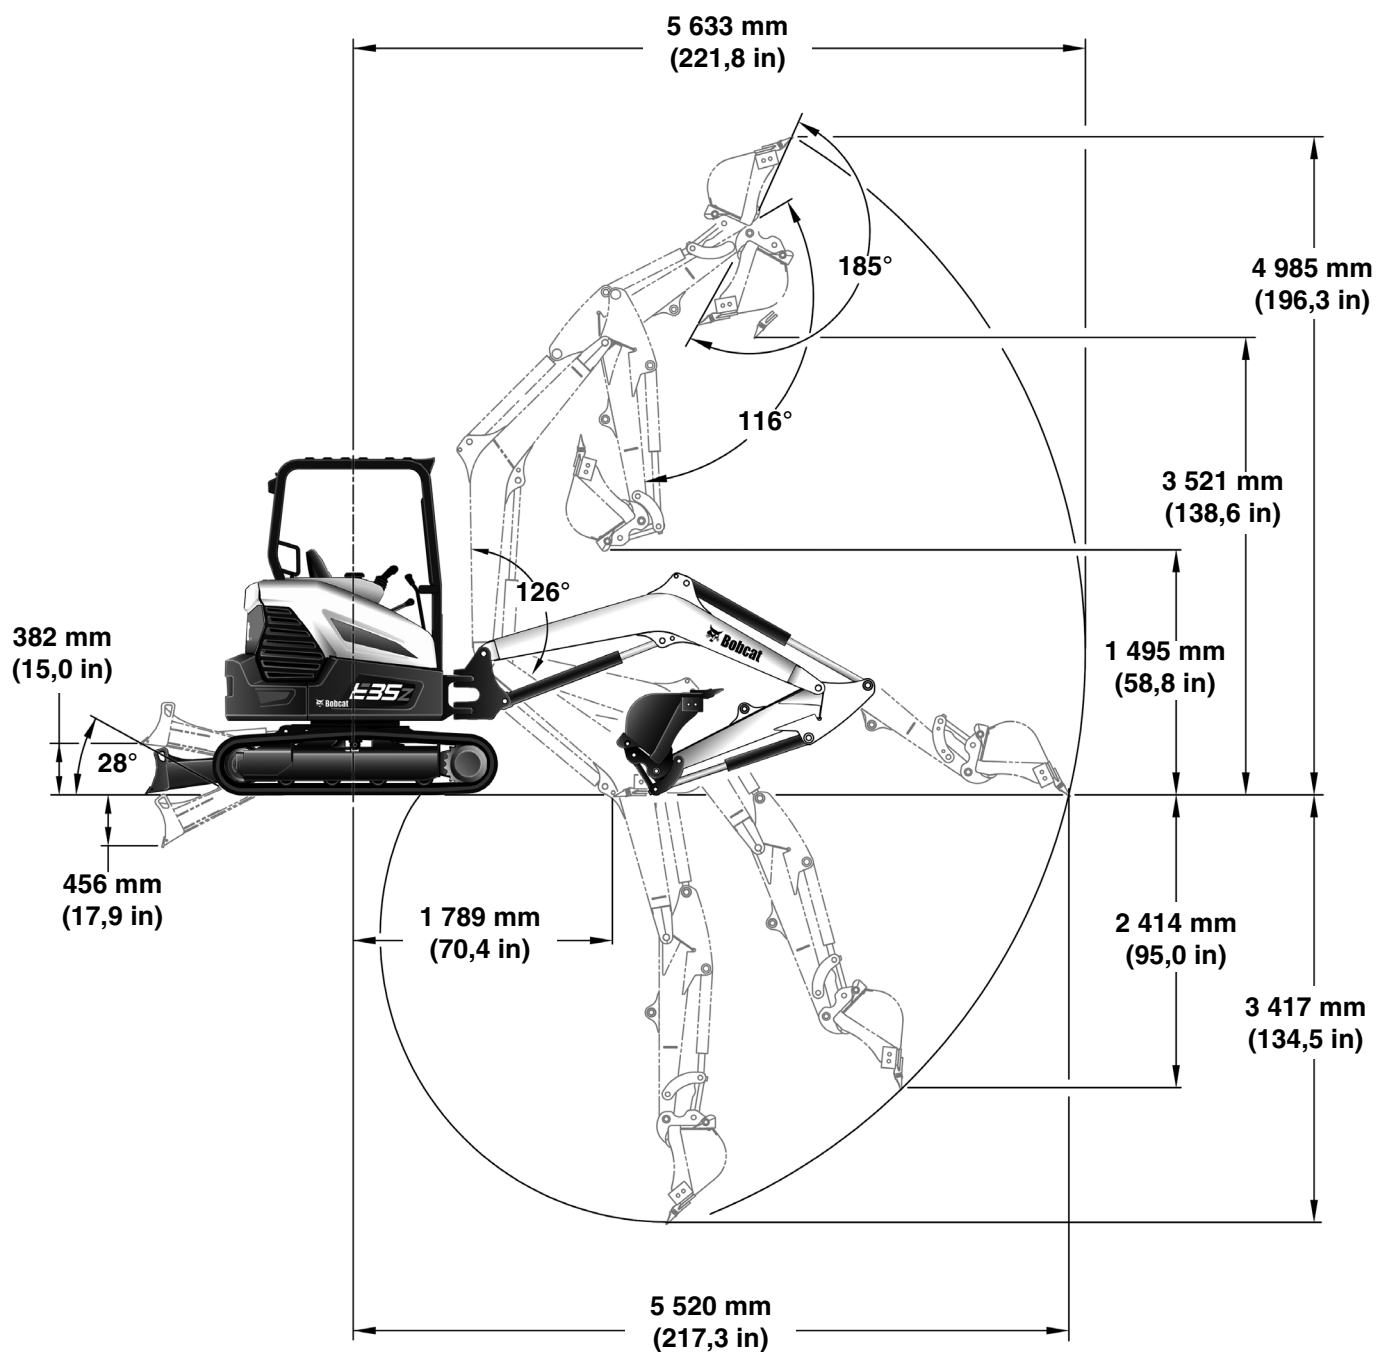 5 633 mm
(221,8 in)
185°
4 985 mm
(196,3 in)
116°
3 521 mm
(138,6 in)
126°
382 mm
(15,0 in)
1 495 mm
(58,8 in)
Bobcat
E35z
Bobcat
28°
456 mm
(17,9 in)
1 789 mm
(70,4 in)
2 414 mm
(95,0 in)
3 417 mm
(134,5 in)
5 520 mm
(217,3 in)